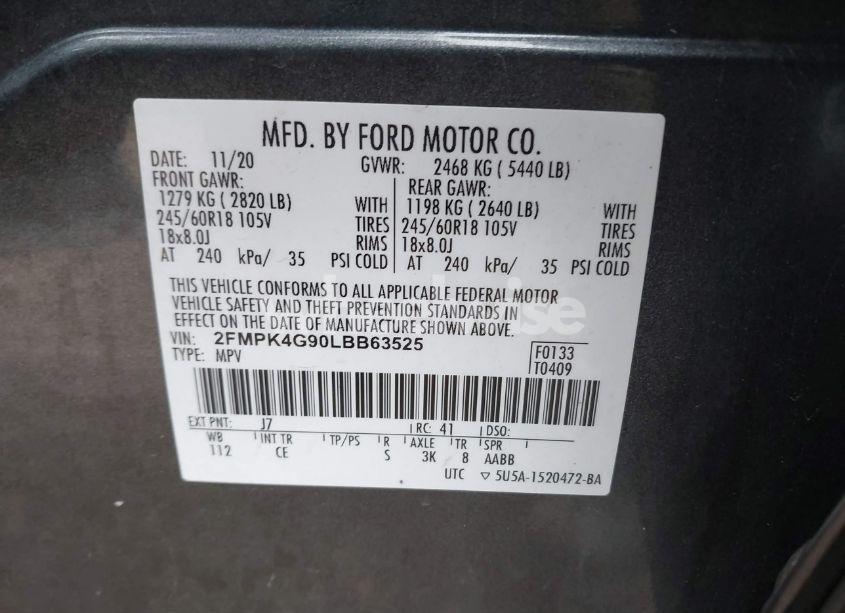 MFD. BY FORD MOTOR CO.
DATE: 11/20 GVWR: 2468 KG ( 5440 LB)
FRONT GAWR: REAR GAWR:
1279 KG ( 2820 LB) WITH 1198 KG ( 2640 LB) WITH
245/60R18 105V TIRES 245/60R18 105V TIRES
18x8.0J RIMS 18x8.0J RIMS
AT 240 kPa/ 35 PSI COLD AT 240 kPa/ 35 PSI COLD
THIS VEHICLE CONFORMS TO ALL APPLICABLE FEDERAL MOTOR
VEHICLE SAFETY AND THEFT PREVENTION STANDARDS IN
EFFECT ON THE DATE OF MANUFACTURE SHOWN ABOVE.
VIN: 2FMPK4G90LBB63525
TYPE: MPV
F0133
T0409
EXT PNT: J7 RC: 41 DSO:
WB INT TR TP/PS R AXLE TR SPR
112 CE S 3K 8 AABB
UTC ▽ 5U5A-1520472-BA